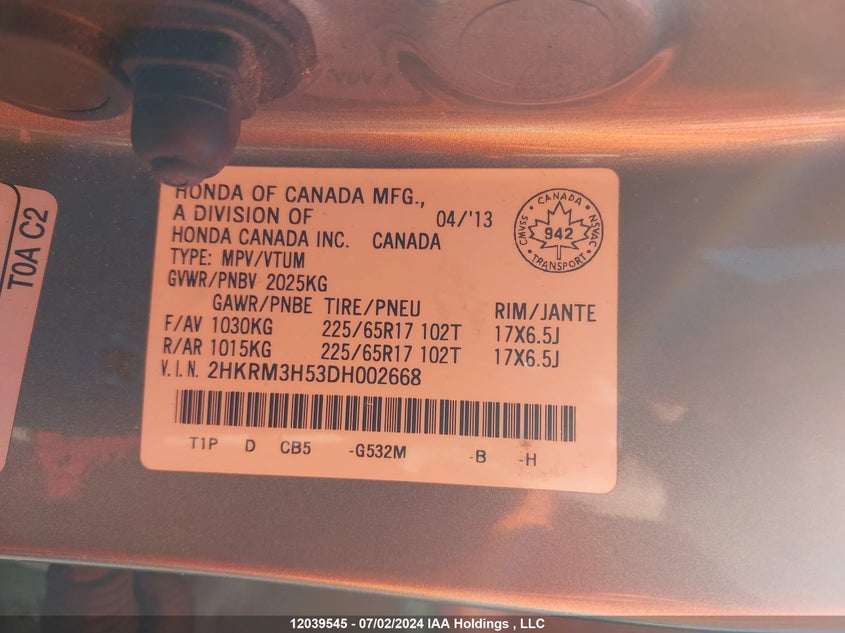 HONDA OF CANADA MFG.,
A DIVISION OF
HONDA CANADA INC. CANADA
04/'13
TYPE: MPV/VTUM
GVWR/PNBV 2025KG
GAWR/PNBE TIRE/PNEU RIM/JANTE
F/AV 1030KG 225/65R17 102T 17X6.5J
R/AR 1015KG 225/65R17 102T 17X6.5J
V.I.N. 2HKRM3H53DH002668
T1P D CB5 -G532M -B -H
CANADA
CMVSS
NSVAC
942
TRANSPORT
T0A C2
12039545 - 07/02/2024 IAA Holdings , LLC